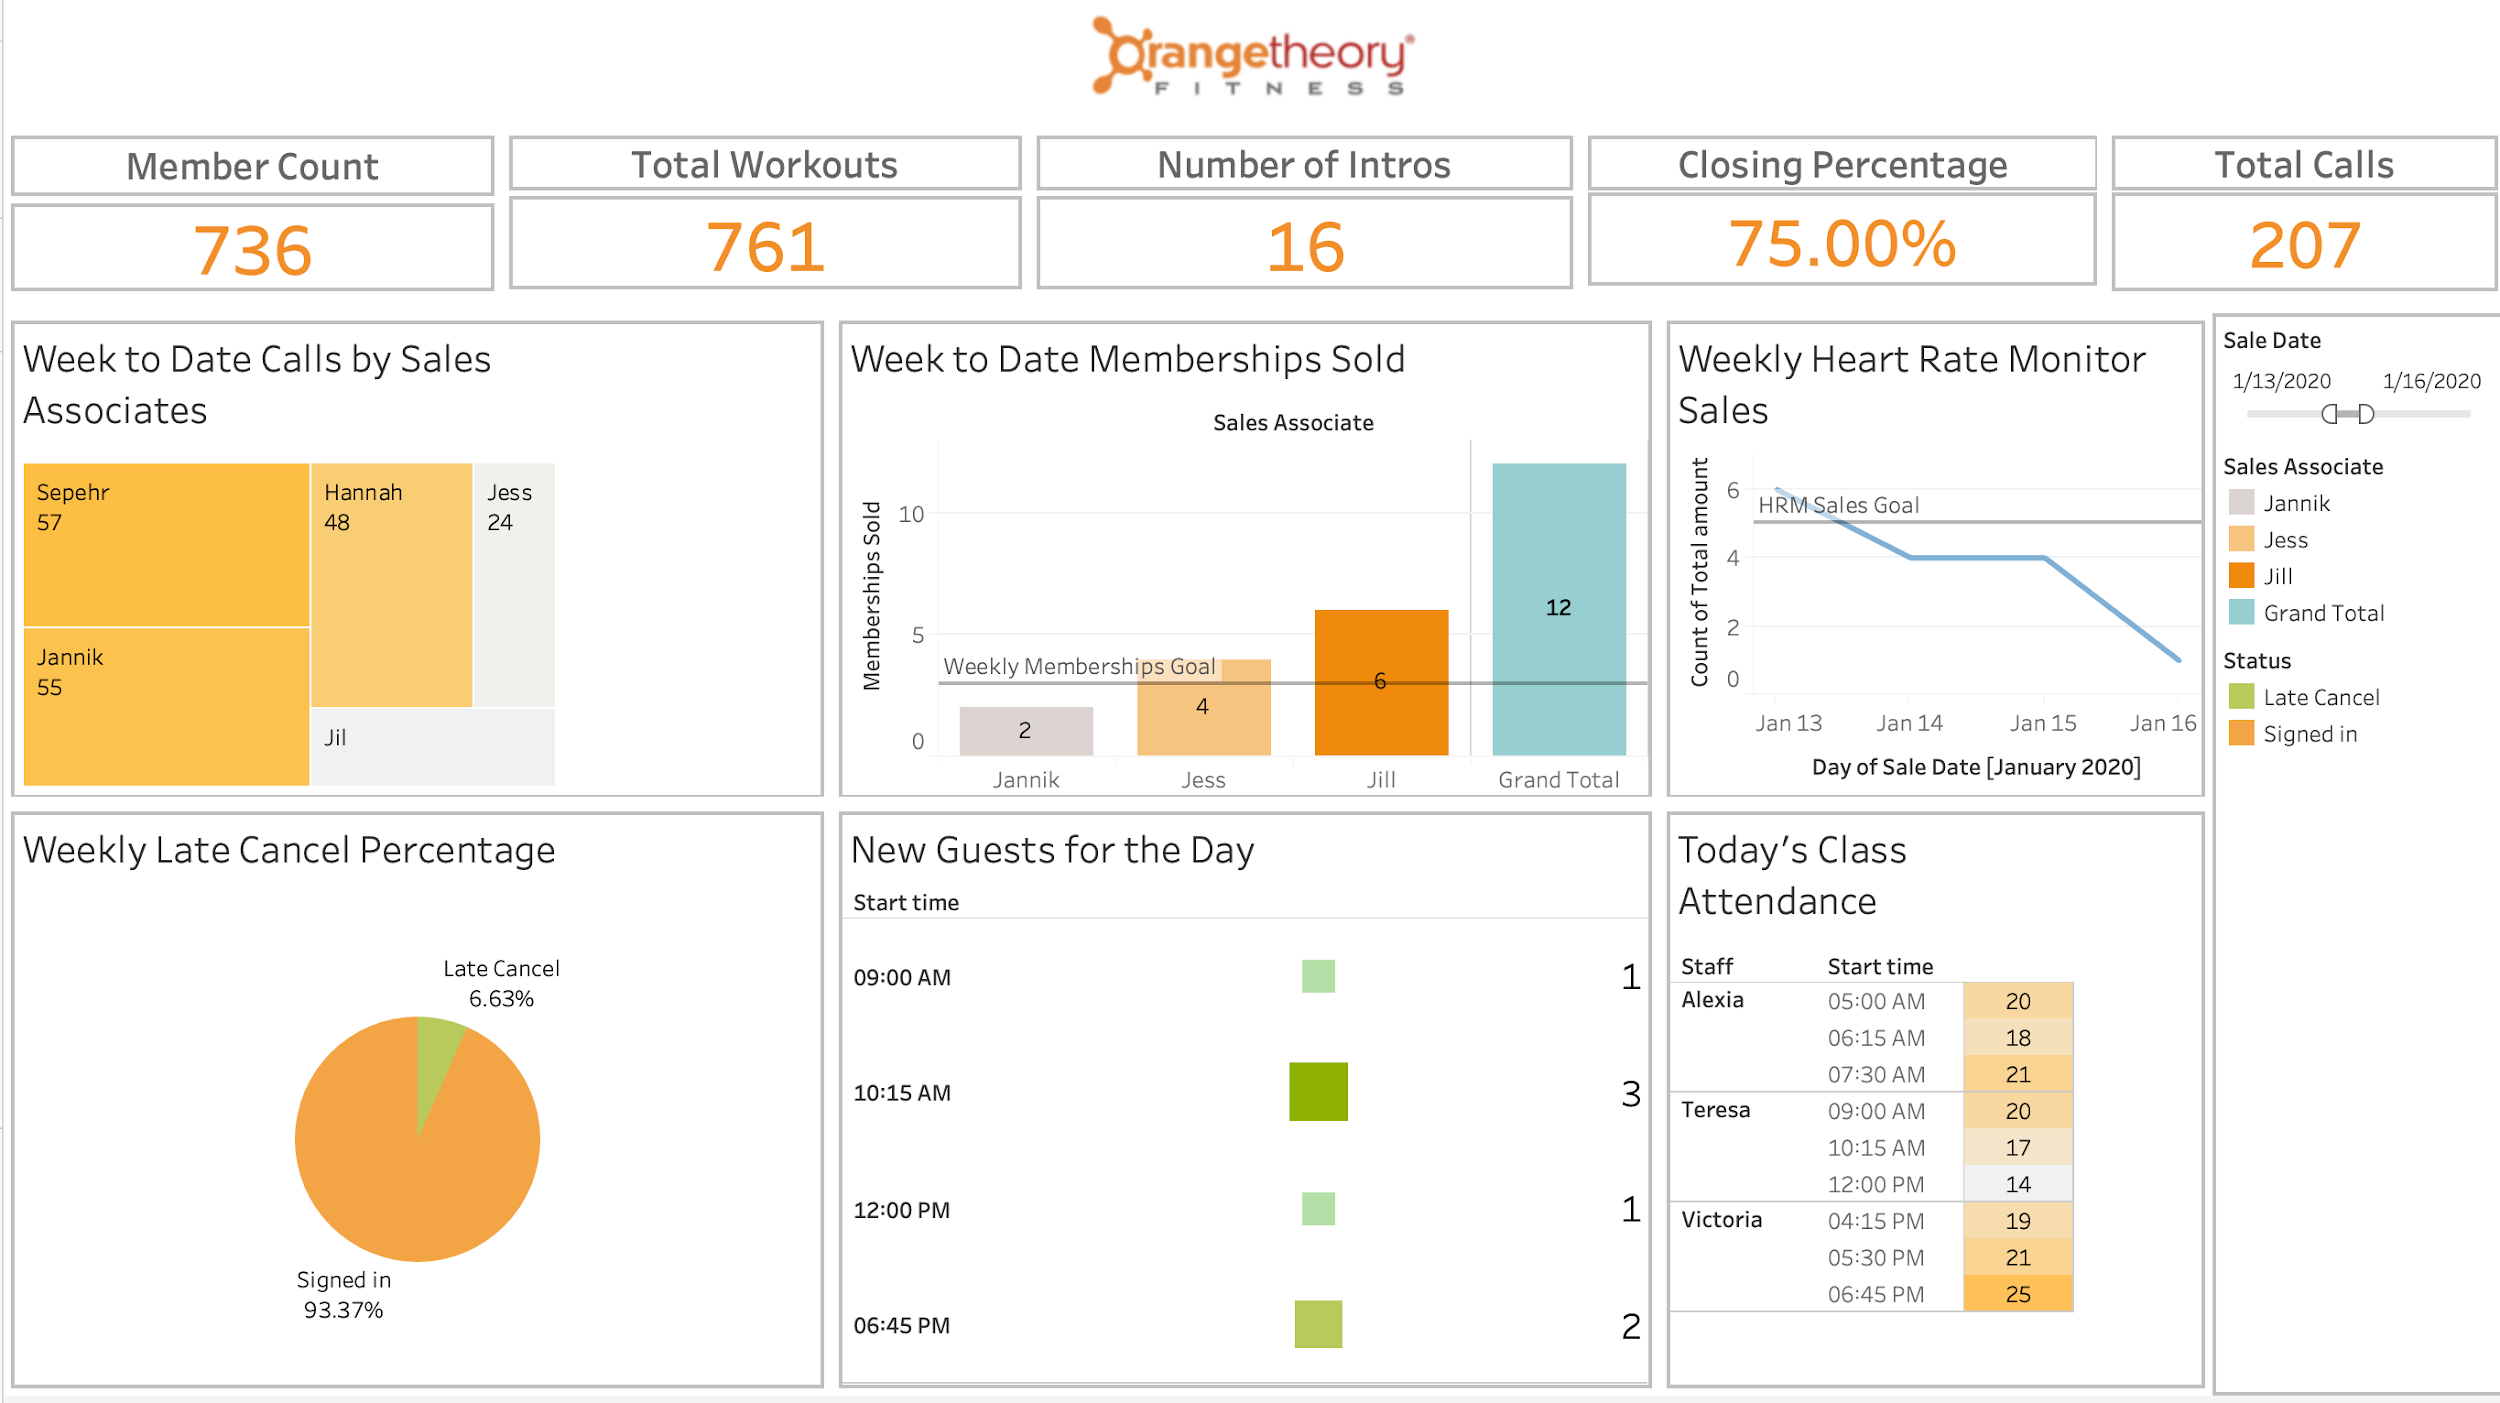 Orangetheory®
FITNESS
Member Count
736
Total Workouts
761
Number of Intros
16
Closing Percentage
75.00%
Total Calls
207
Week to Date Calls by Sales
Associates
Sepehr
57
Hannah
48
Jess
24
Jannik
55
Jil
Week to Date Memberships Sold
Sales Associate
Memberships Sold
10
5
0
Weekly Memberships Goal
2
4
6
12
Jannik
Jess
Jill
Grand Total
Weekly Heart Rate Monitor
Sales
Count of Total amount
6
4
2
0
HRM Sales Goal
Jan 13
Jan 14
Jan 15
Jan 16
Day of Sale Date [January 2020]
Sale Date
1/13/2020 1/16/2020
Sales Associate
Jannik
Jess
Jill
Grand Total
Status
Late Cancel
Signed in
Weekly Late Cancel Percentage
Late Cancel
6.63%
Signed in
93.37%
New Guests for the Day
Start time
09:00 AM 1
10:15 AM 3
12:00 PM 1
06:45 PM 2
Today's Class
Attendance
Staff Start time
Alexia 05:00 AM 20
06:15 AM 18
07:30 AM 21
Teresa 09:00 AM 20
10:15 AM 17
12:00 PM 14
Victoria 04:15 PM 19
05:30 PM 21
06:45 PM 25